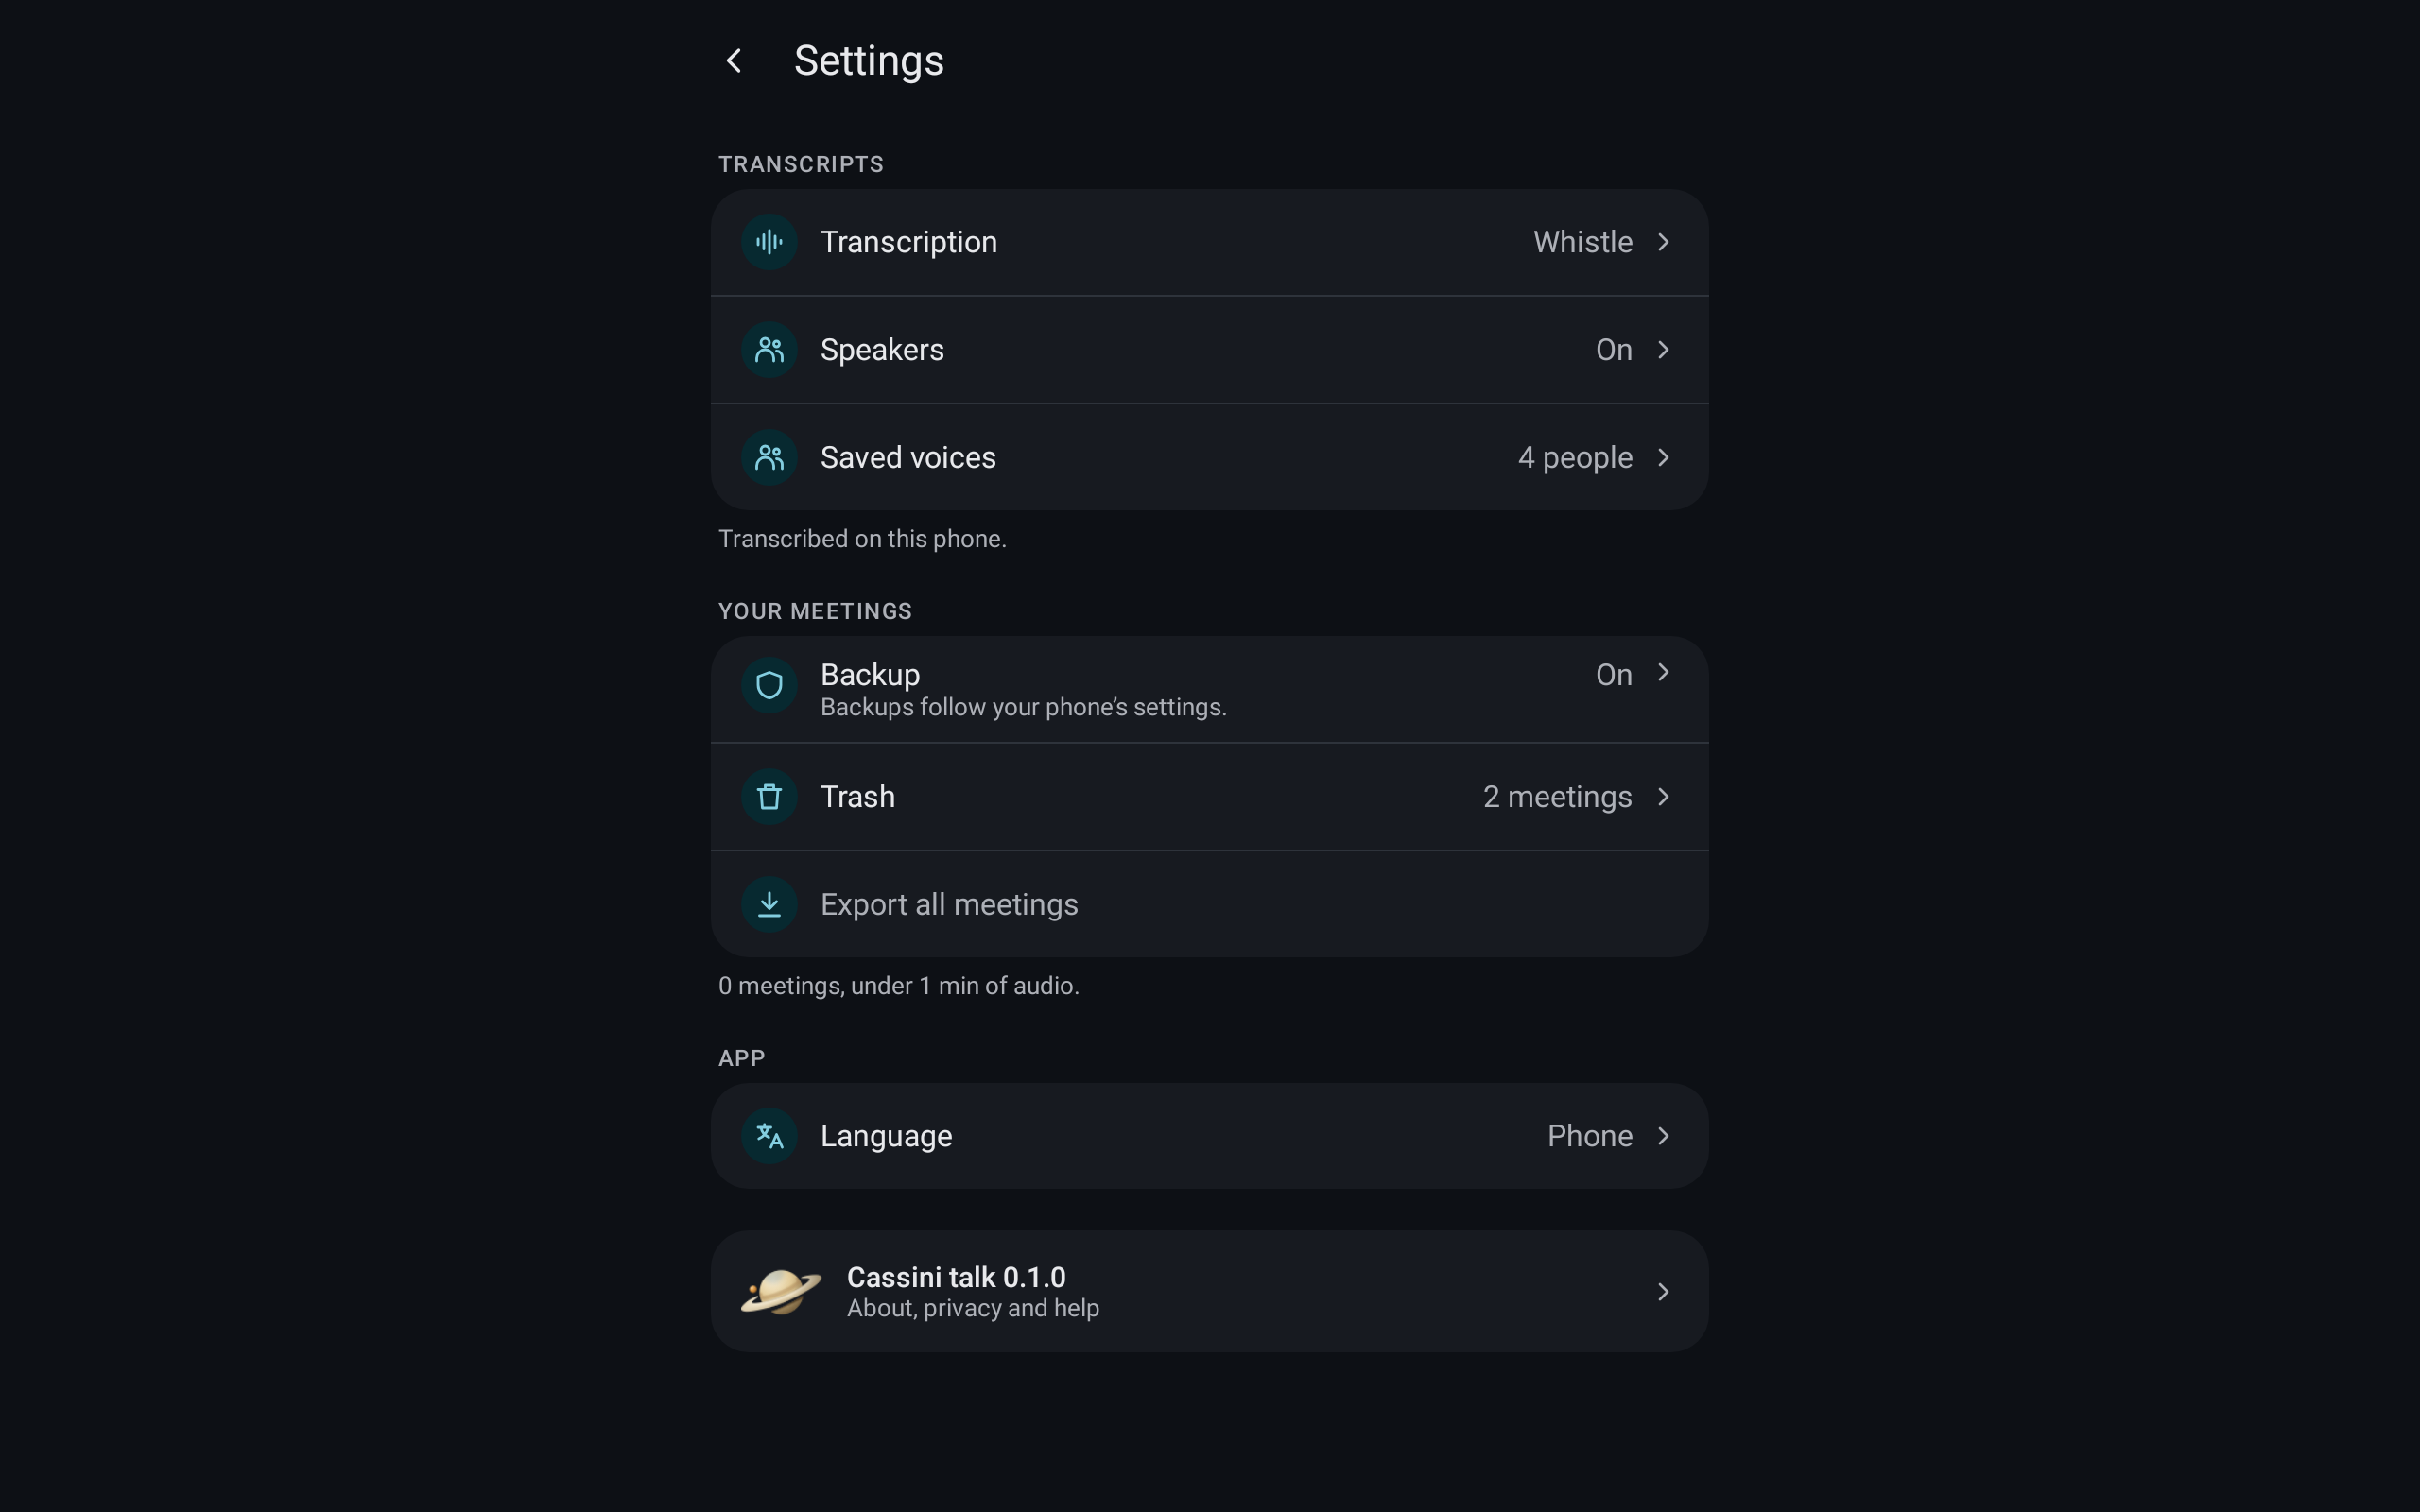 Settings
TRANSCRIPTS
Transcription Whistle
Speakers On
Saved voices 4 people
Transcribed on this phone.
YOUR MEETINGS
Backup On
Backups follow your phone’s settings.
Trash 2 meetings
Export all meetings
0 meetings, under 1 min of audio.
APP
Language Phone
Cassini talk 0.1.0
About, privacy and help